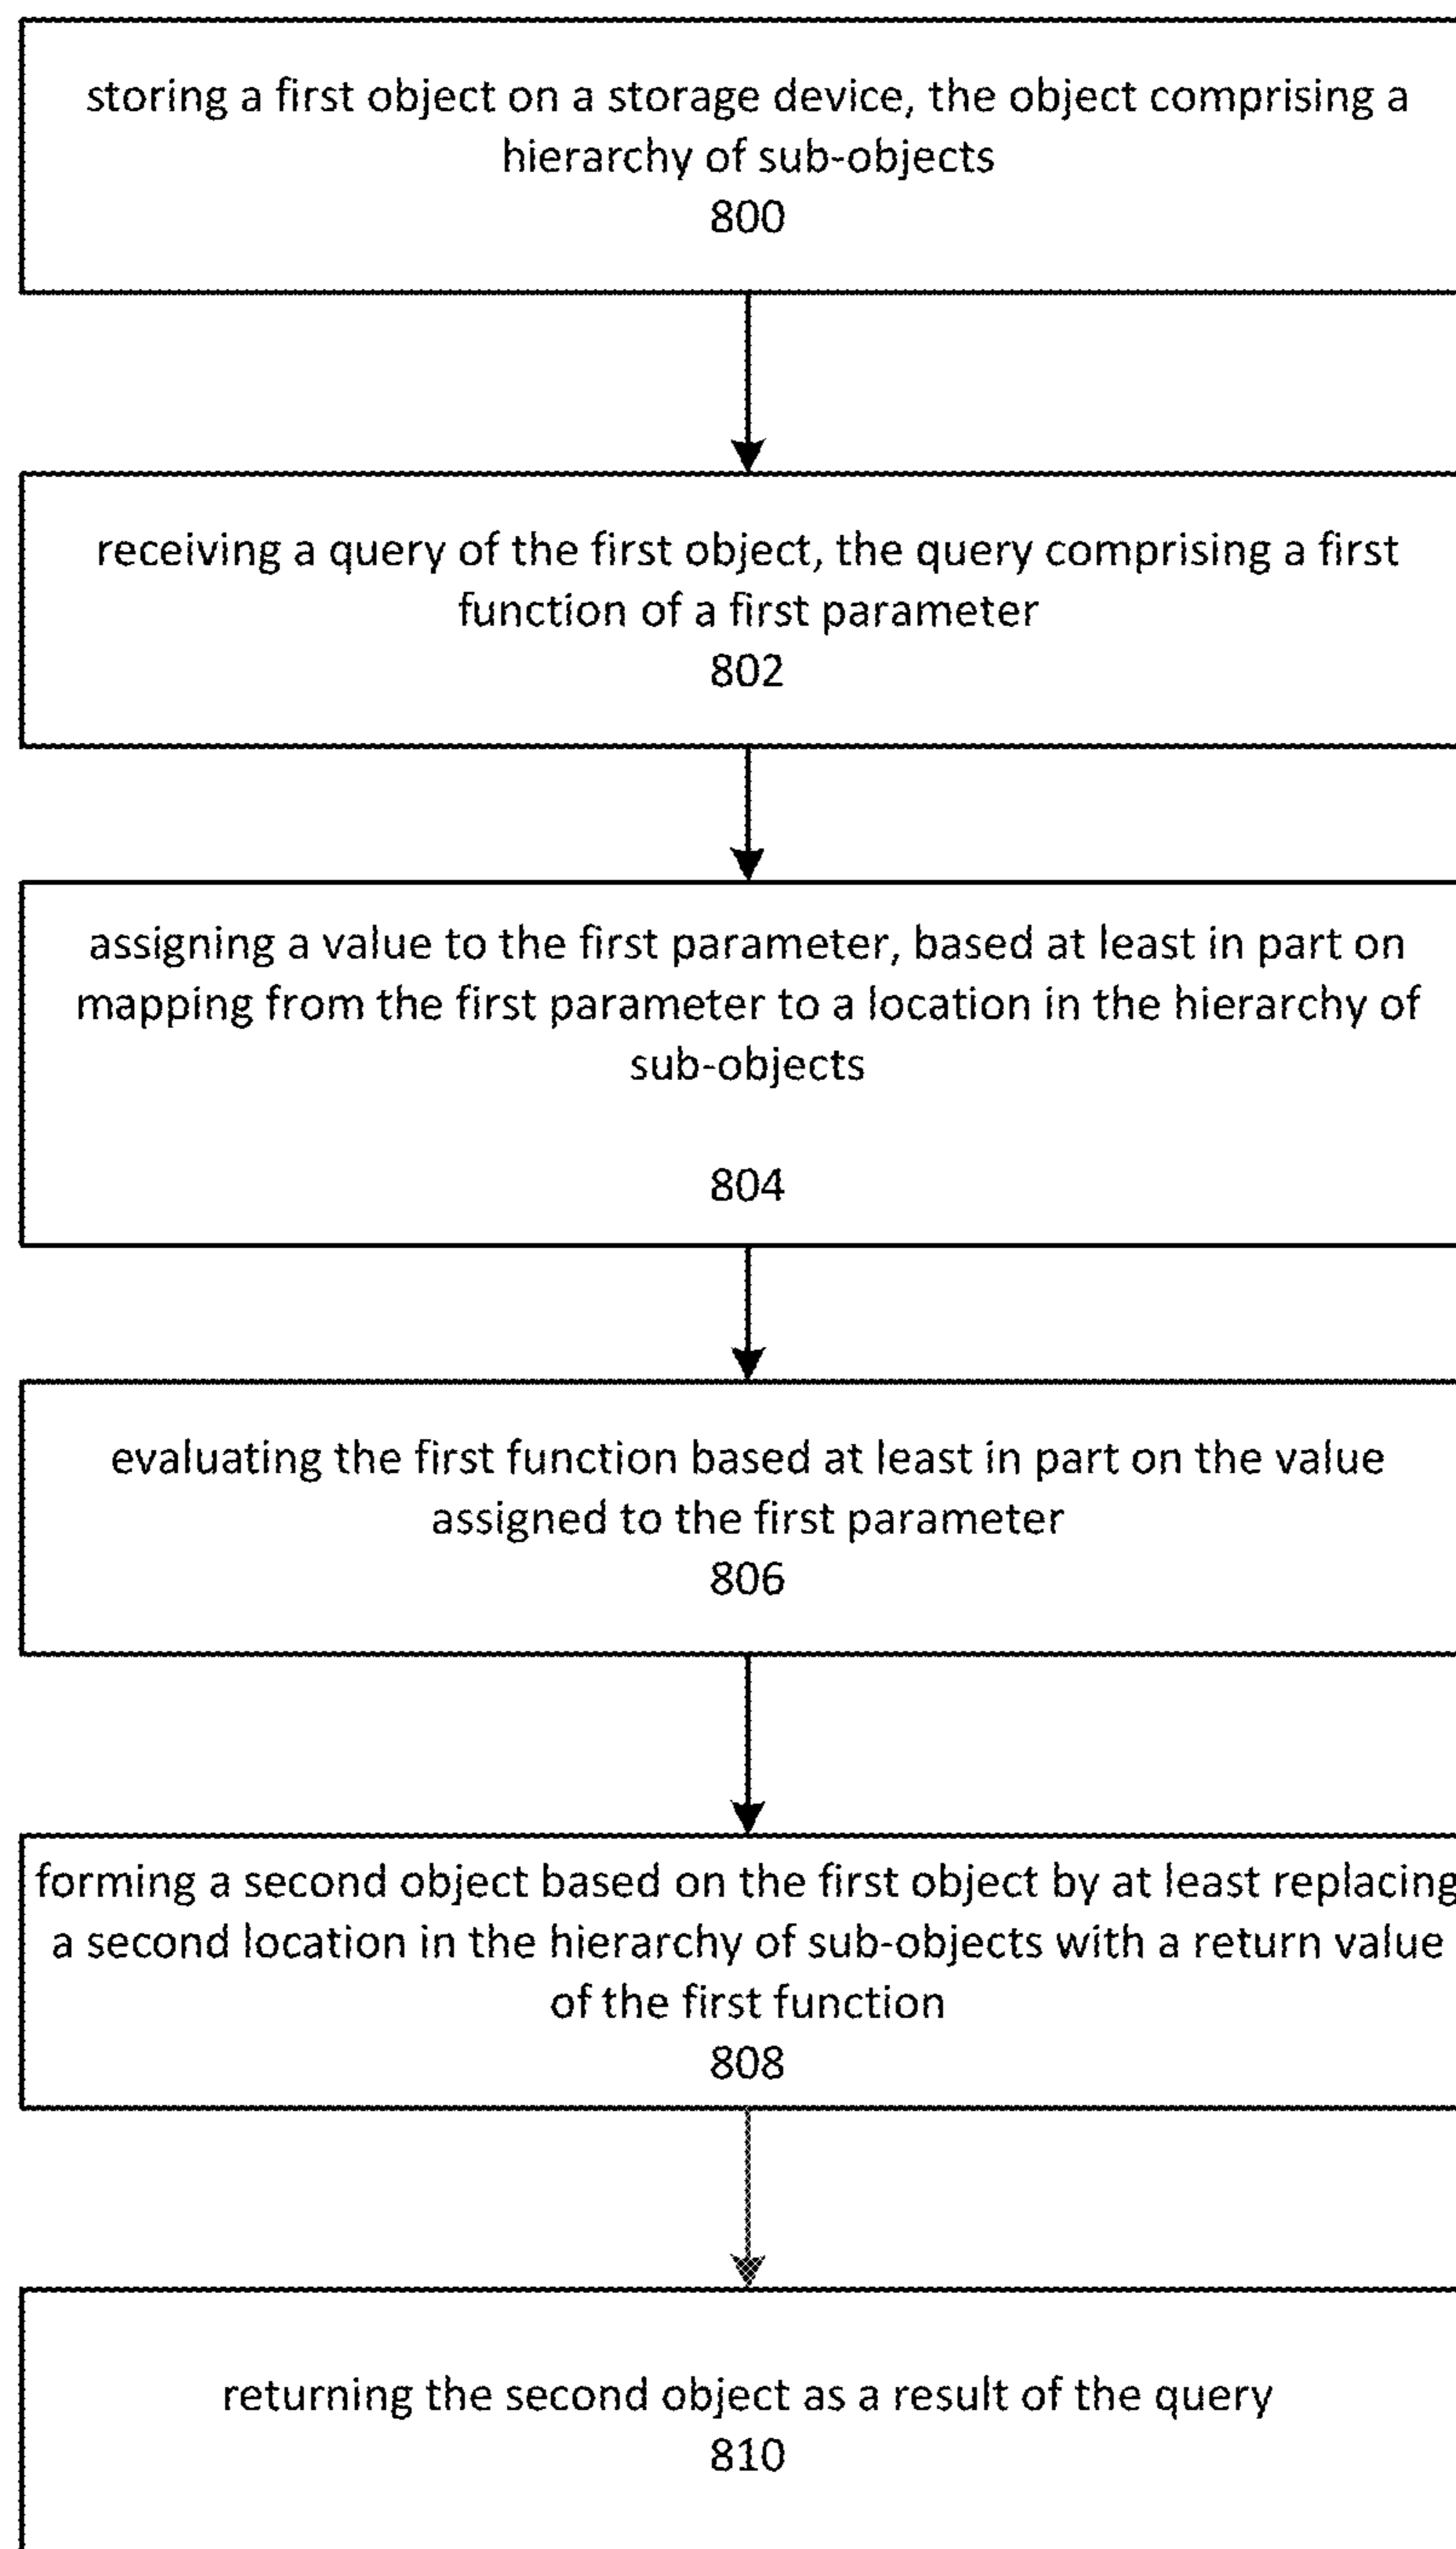 storing a first object on a storage device, the object comprising a
hierarchy of sub-objects
800
receiving a query of the first object, the query comprising a first
function of a first parameter
802
assigning a value to the first parameter, based at least in part on
mapping from the first parameter to a location in the hierarchy of
sub-objects
804
evaluating the first function based at least in part on the value
assigned to the first parameter
806
forming a second object based on the first object by at least replacing
a second location in the hierarchy of sub-objects with a return value
of the first function
808
returning the second object as a result of the query
810